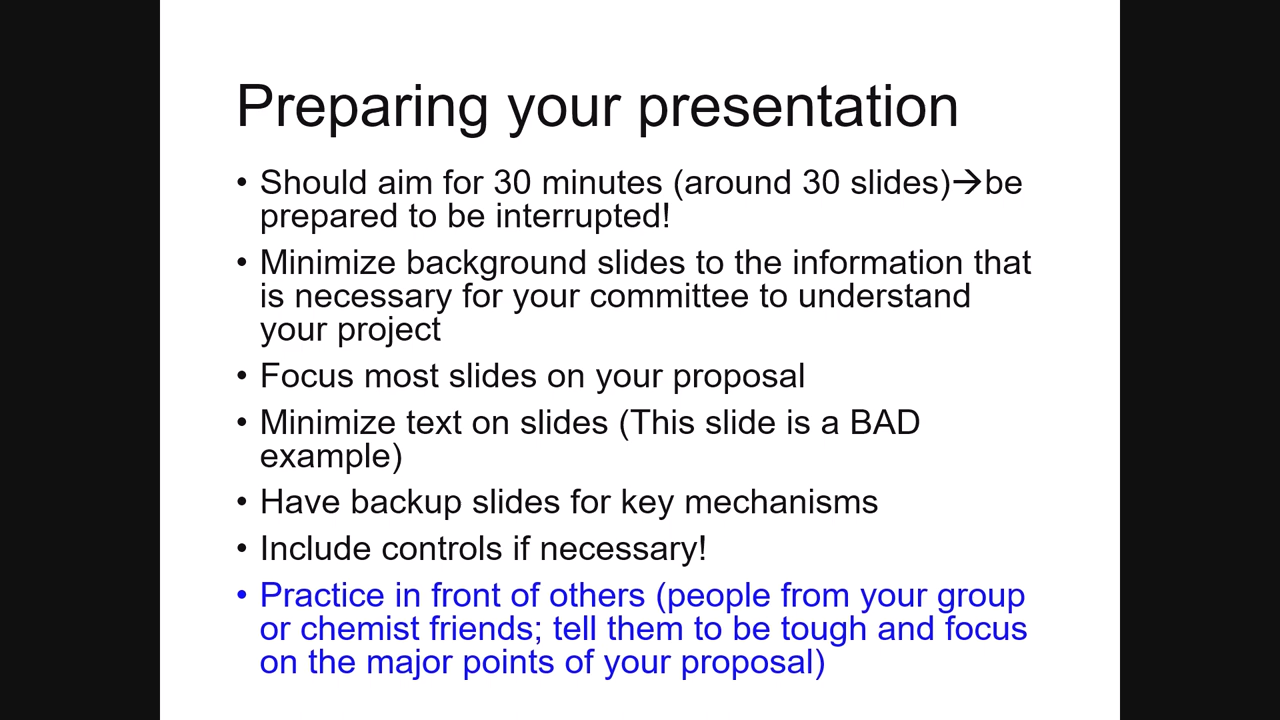 Preparing your presentation
• Should aim for 30 minutes (around 30 slides)→be
prepared to be interrupted!
• Minimize background slides to the information that
is necessary for your committee to understand
your project
• Focus most slides on your proposal
• Minimize text on slides (This slide is a BAD
example)
• Have backup slides for key mechanisms
• Include controls if necessary!
• Practice in front of others (people from your group
or chemist friends; tell them to be tough and focus
on the major points of your proposal)